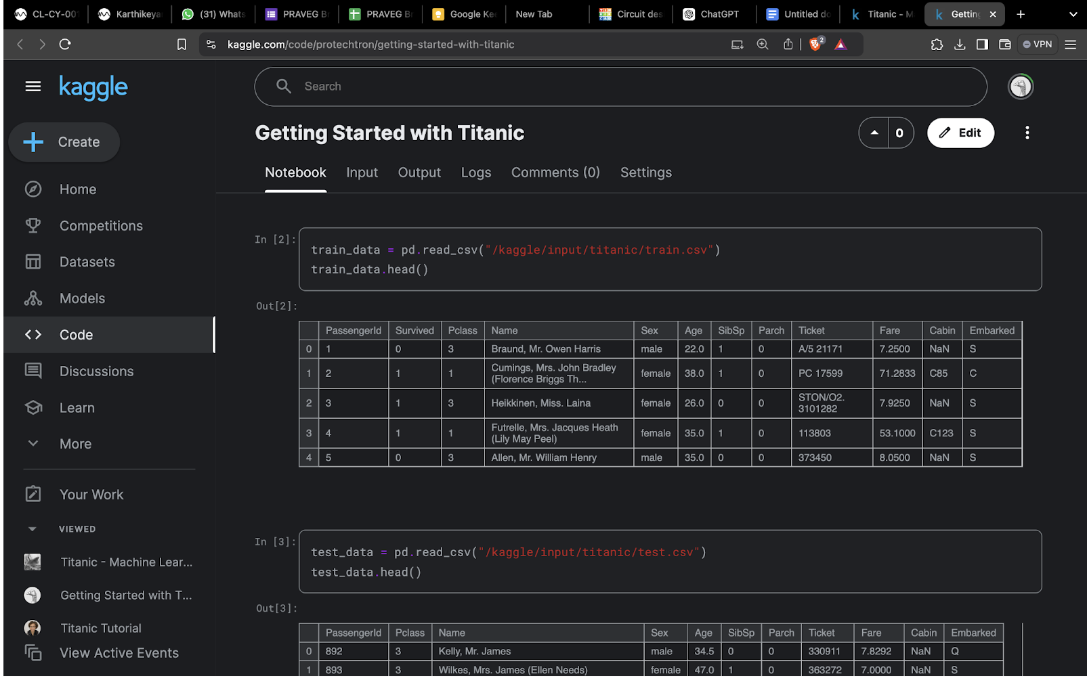 CL-CY-00
Karthikeya
(31) Whats
PRAVEG B
PRAVEG B
Google Ke
New Tab
Circuit des
ChatGPT
Untitled do
Titanic - M
Gettin
kaggle.com/code/protechtron/getting-started-with-titanic
2
VPN
kaggle
Search
Create
Home
Competitions
Datasets
Models
Code
Discussions
Learn
More
Your Work
VIEWED
Titanic - Machine Lear...
Getting Started with T...
Titanic Tutorial
View Active Events
Getting Started with Titanic
0
Edit
Notebook Input Output Logs Comments (0) Settings
In [2]:
train_data = pd.read_csv("/kaggle/input/titanic/train.csv")
train_data.head()
Out[2]:
PassengerId Survived Pclass Name Sex Age SibSp Parch Ticket Fare Cabin Embarked
0 1 0 3 Braund, Mr. Owen Harris male 22.0 1 0 A/5 21171 7.2500 NaN S
1 2 1 1 Cumings, Mrs. John Bradley
(Florence Briggs Th... female 38.0 1 0 PC 17599 71.2833 C85 C
2 3 1 3 Heikkinen, Miss. Laina female 26.0 0 0 STON/O2.
3101282 7.9250 NaN S
3 4 1 1 Futrelle, Mrs. Jacques Heath
(Lily May Peel) female 35.0 1 0 113803 53.1000 C123 S
4 5 0 3 Allen, Mr. William Henry male 35.0 0 0 373450 8.0500 NaN S
In [3]:
test_data = pd.read_csv("/kaggle/input/titanic/test.csv")
test_data.head()
Out[3]:
PassengerId Pclass Name Sex Age SibSp Parch Ticket Fare Cabin Embarked
0 892 3 Kelly, Mr. James male 34.5 0 0 330911 7.8292 NaN Q
1 893 3 Wilkes, Mrs. James (Ellen Needs) female 47.0 1 0 363272 7.0000 NaN S